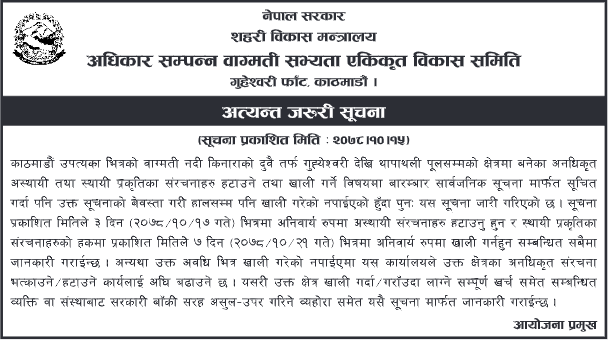 नेपाल सरकार
शहरी विकास मन्त्रालय
अधिकार सम्पन्न वाग्मती सभ्यता एकिकृत विकास समिति
गुहेश्वरी फाँट, काठमाडौं ।
अत्यन्त जरुरी सूचना
(सूचना प्रकाशित मिति : २०७८।१०।१५)
काठमाडौं उपत्यका भित्रको वाग्मती नदी किनाराको दुवै तर्फ गुह्येश्वरी देखि थापाथली पूलसम्मको क्षेत्रमा बनेका अनधिकृत
अस्थायी तथा स्थायी प्रकृतिका संरचनाहरु हटाउने तथा खाली गर्ने विषयमा बारम्बार सार्वजनिक सूचना मार्फत सूचित
गर्दा पनि उक्त सूचनाको बेवस्ता गरी हालसम्म पनि खाली गरेको नपाईएको हुँदा पुनः यस सूचना जारी गरिएको छ । सूचना
प्रकाशित मितिले ३ दिन (२०७८/१०/१७ गते) भित्रमा अनिवार्य रुपमा अस्थायी संरचनाहरु हटाउनु हुन र स्थायी प्रकृतिका
संरचनाहरुको हकमा प्रकाशित मितिले ७ दिन (२०७८/१०/२१ गते) भित्रमा अनिवार्य रुपमा खाली गर्नहुन सम्बन्धित सबैमा
जानकारी गराईन्छ । अन्यथा उक्त अवधि भित्र खाली गरेको नपाईएमा यस कार्यालयले उक्त क्षेत्रका अनधिकृत संरचना
भत्काउने/हटाउने कार्यलाई अघि बढाउने छ । यसरी उक्त क्षेत्र खाली गर्दा/गराँउदा लाग्ने सम्पूर्ण खर्च समेत सम्बन्धित
व्यक्ति वा संस्थाबाट सरकारी बाँकी सरह असुल-उपर गरिने व्यहोरा समेत यसै सूचना मार्फत जानकारी गराईन्छ ।
आयोजना प्रमुख